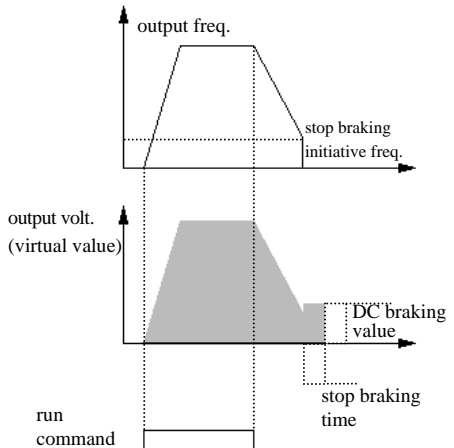 output freq.
stop braking
initiative freq.
output volt.
(virtual value)
DC braking
value
stop braking
time
run
command